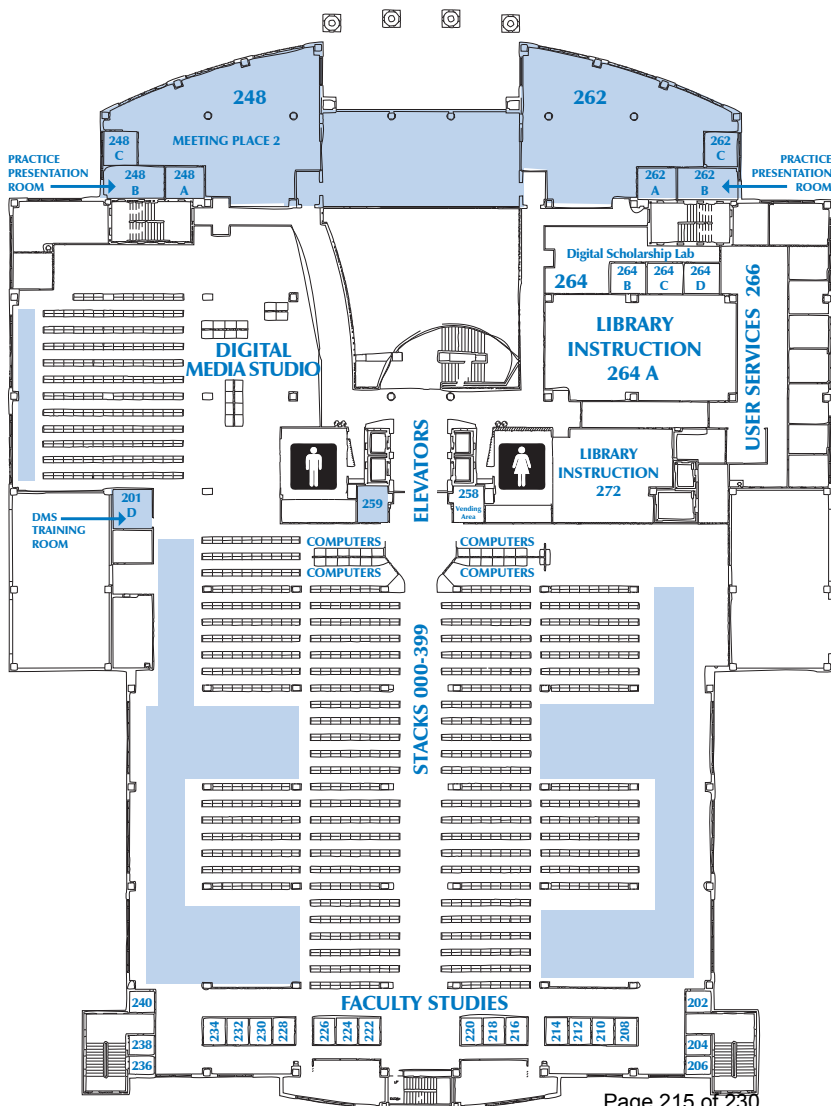 248
262
248
C
MEETING PLACE 2
262
C
PRACTICE
PRESENTATION
ROOM
248
B
248
A
262
A
262
B
PRACTICE
PRESENTATION
ROOM
Digital Scholarship Lab
264
264
B
264
C
264
D
USER SERVICES 266
LIBRARY
INSTRUCTION
264 A
DIGITAL
MEDIA STUDIO
ELEVATORS
LIBRARY
INSTRUCTION
272
259
258
Vending
Area
201
D
DMS
TRAINING
ROOM
COMPUTERS
COMPUTERS
COMPUTERS
COMPUTERS
STACKS 000-399
FACULTY STUDIES
240
202
234
232
230
228
226
224
222
220
218
216
214
212
210
208
238
204
236
206
Page 215 of 230